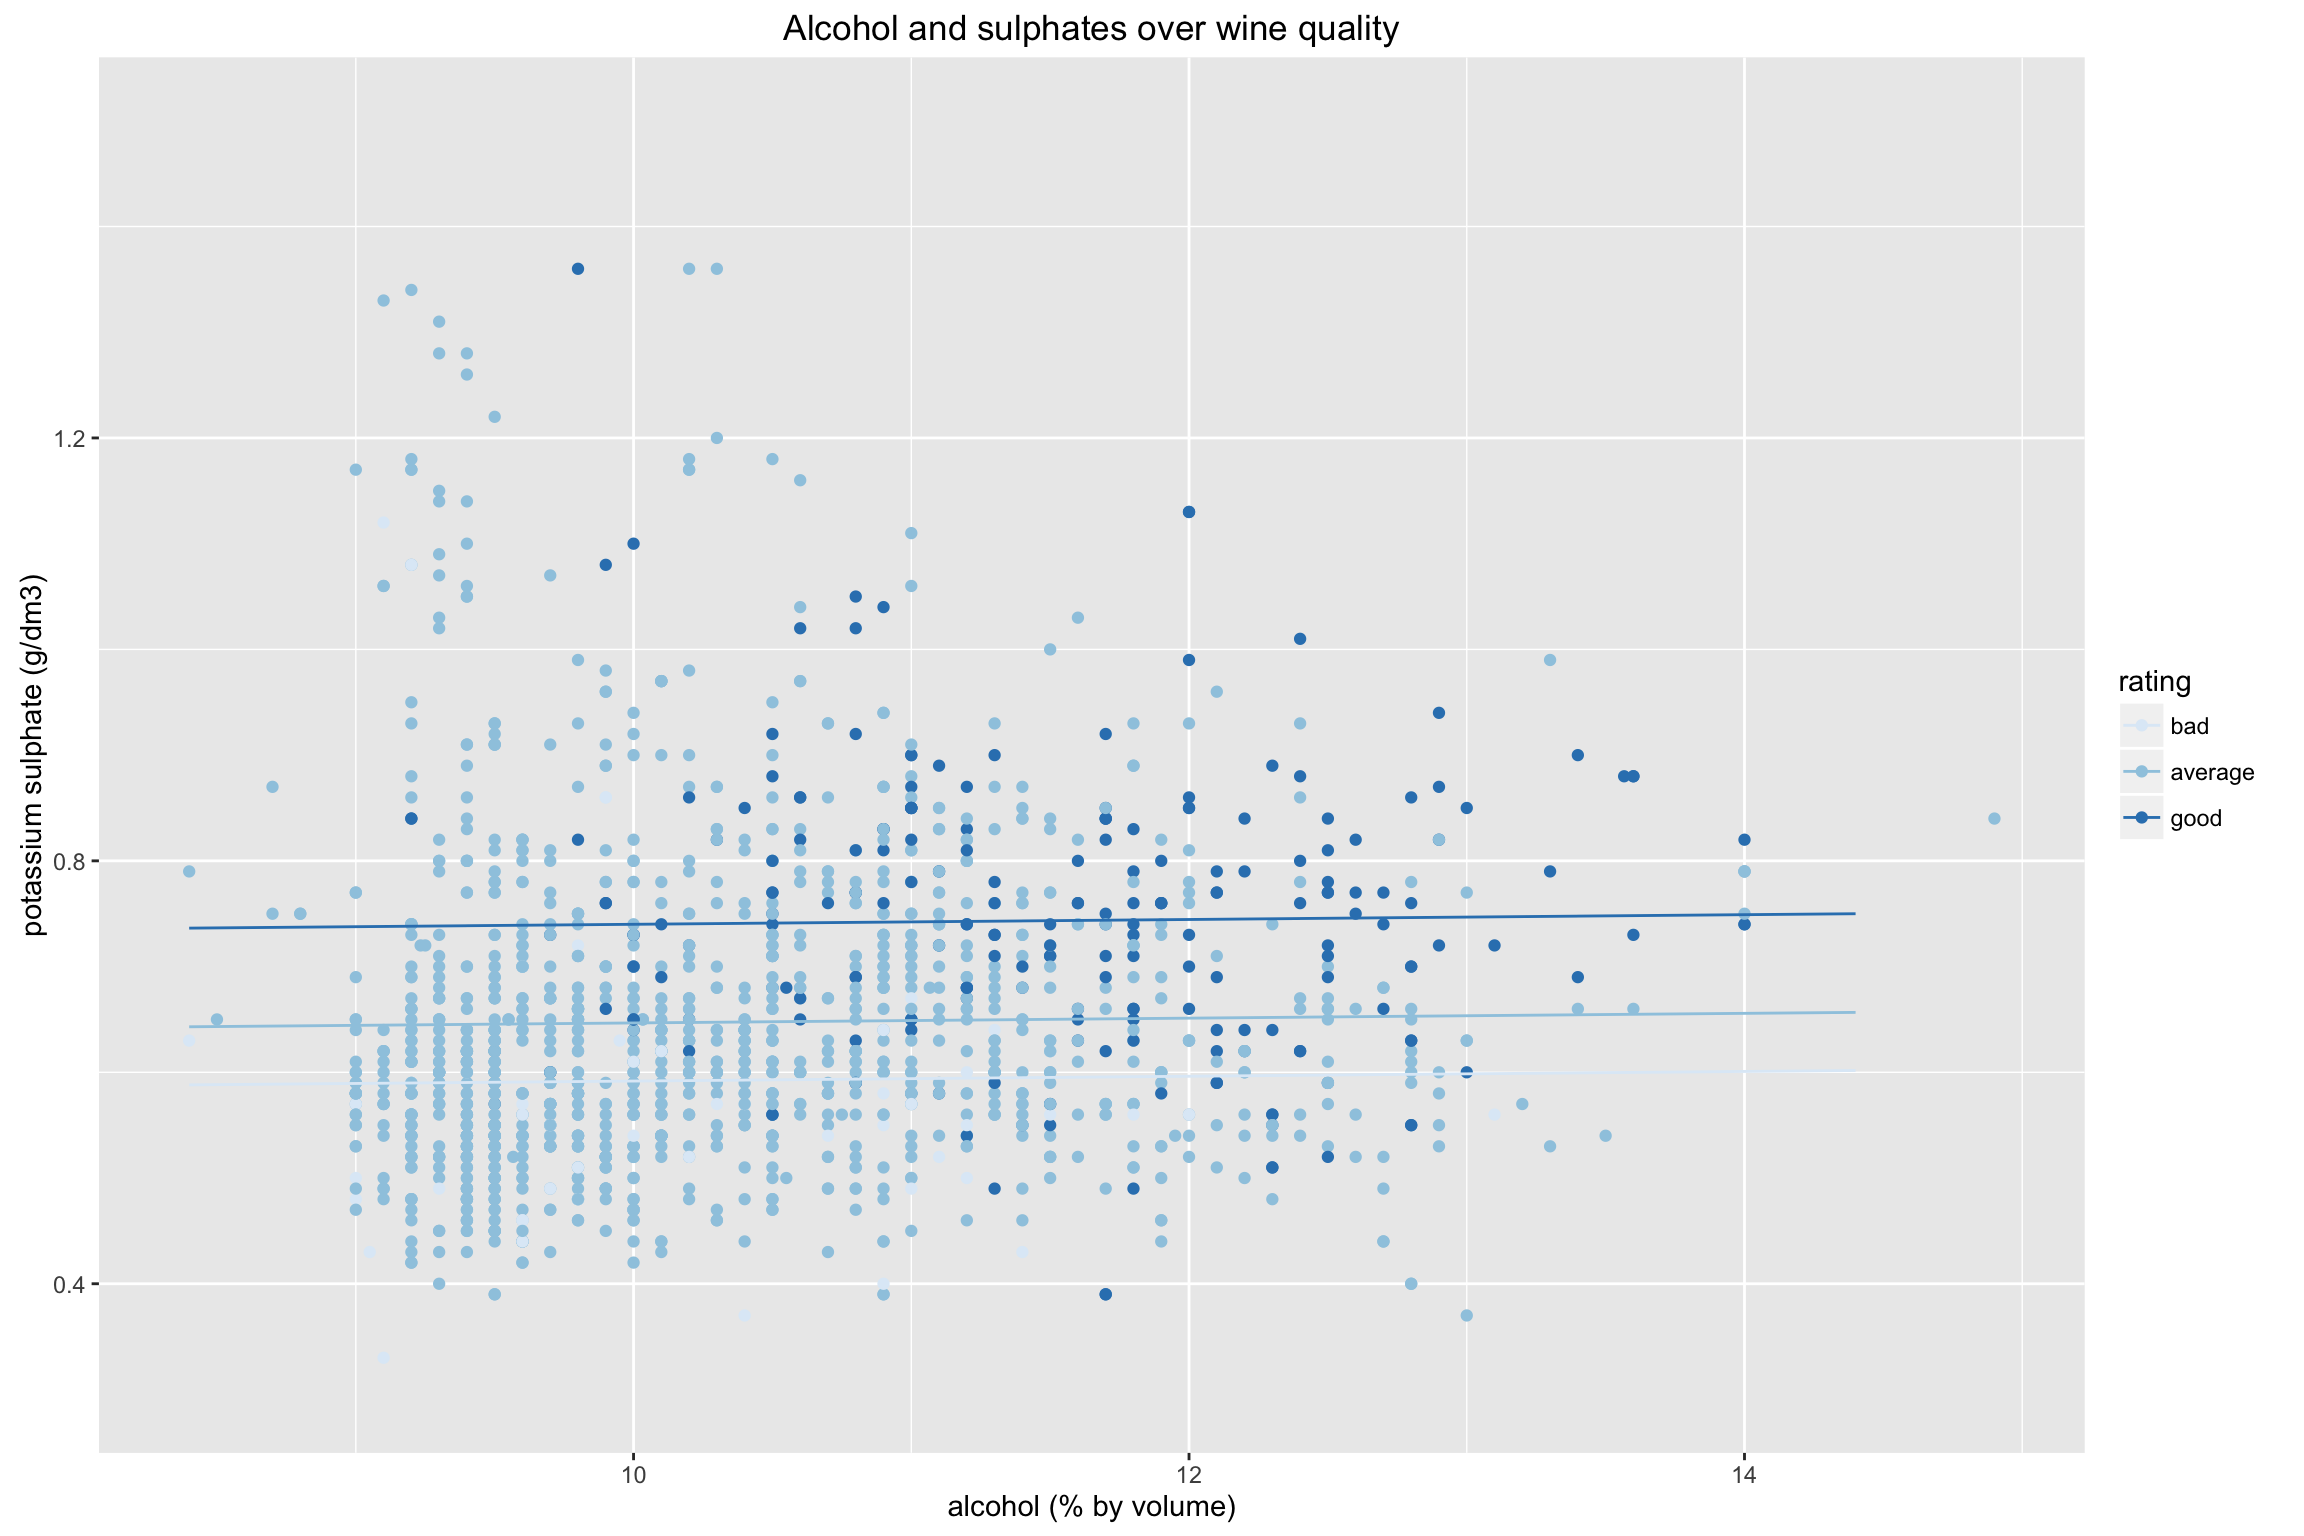 Alcohol and sulphates over wine quality
potassium sulphate (g/dm3)
1.2
0.8
0.4
10
12
14
alcohol (% by volume)
rating
bad
average
good